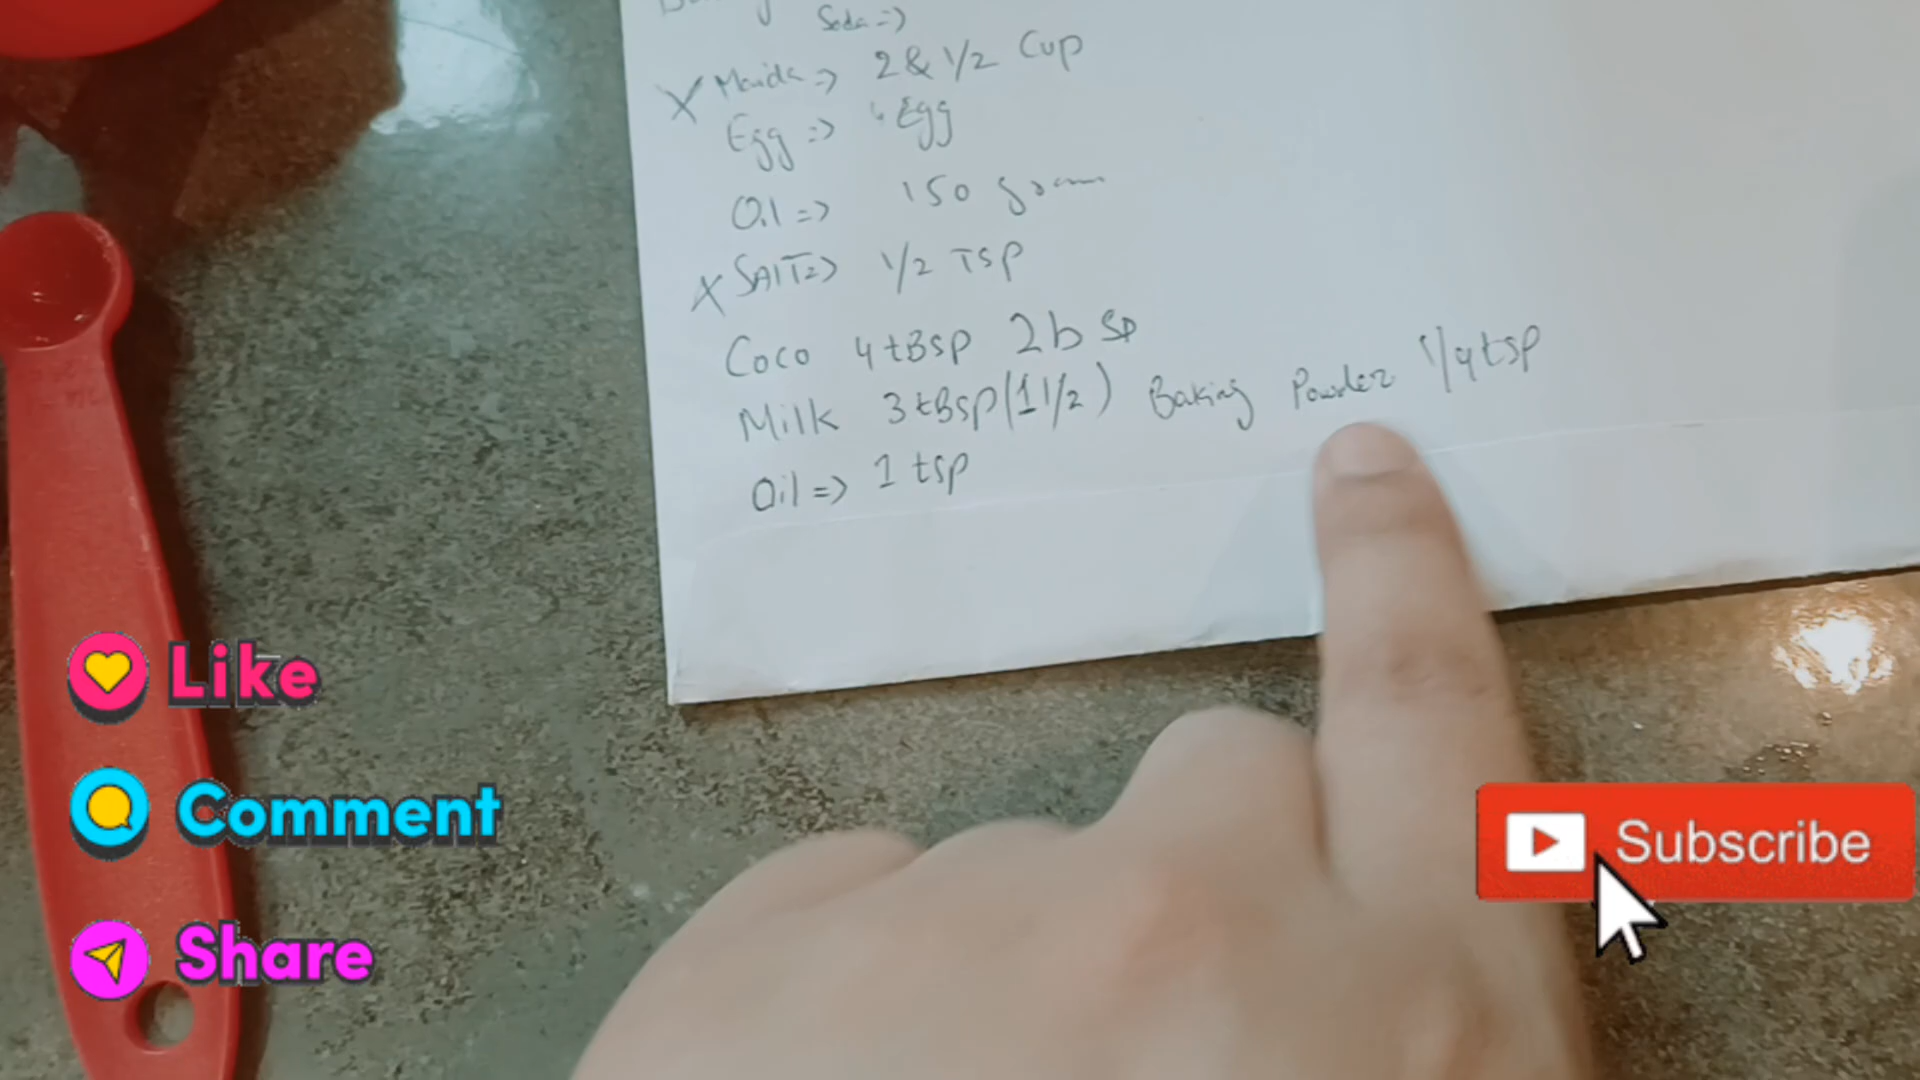 Soda =>
X Maida => 2 & 1/2 Cup
Egg => 4 Egg
Oil => 150 gram
X SAlT => 1/2 TSP
Coco 4 tBsp 2 b SP
Milk 3 tBsp (1 1/2) Baking Powder 1/4 tsp
Oil => 1 tsp
Like
Comment
Share
Subscribe